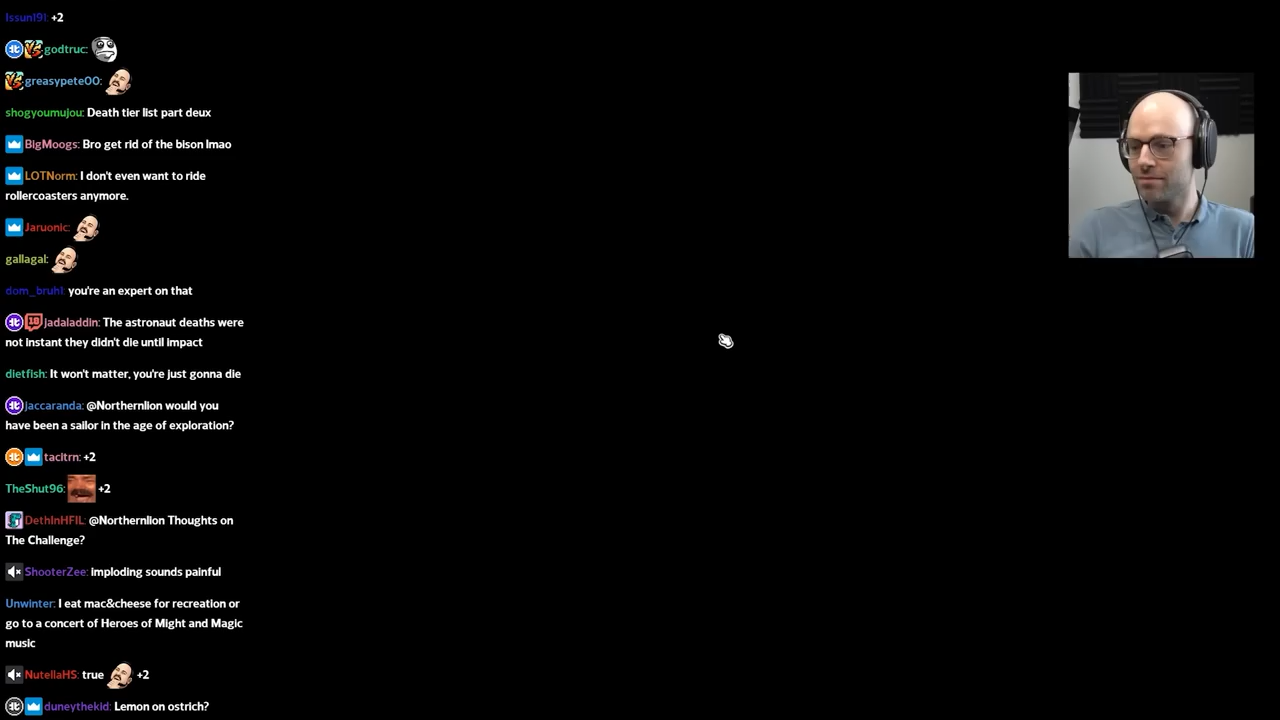 Issun191: +2
godtruc:
greasypete00:
shogyoumujou: Death tier list part deux
BigMoogs: Bro get rid of the bison lmao
LOTNorm: I don't even want to ride
rollercoasters anymore.
Jaruonic:
gallagal:
dom_bruhl: you're an expert on that
Jadaladdin: The astronaut deaths were
not instant they didn't die until impact
dietfish: It won't matter, you're just gonna die
jaccaranda: @Northernlion would you
have been a sailor in the age of exploration?
tacitrn: +2
TheShut96: +2
DethInHFIL: @Northernlion Thoughts on
The Challenge?
ShooterZee: imploding sounds painful
Unwinter: I eat mac&cheese for recreation or
go to a concert of Heroes of Might and Magic
music
NutellaHS: true +2
duneythekid: Lemon on ostrich?